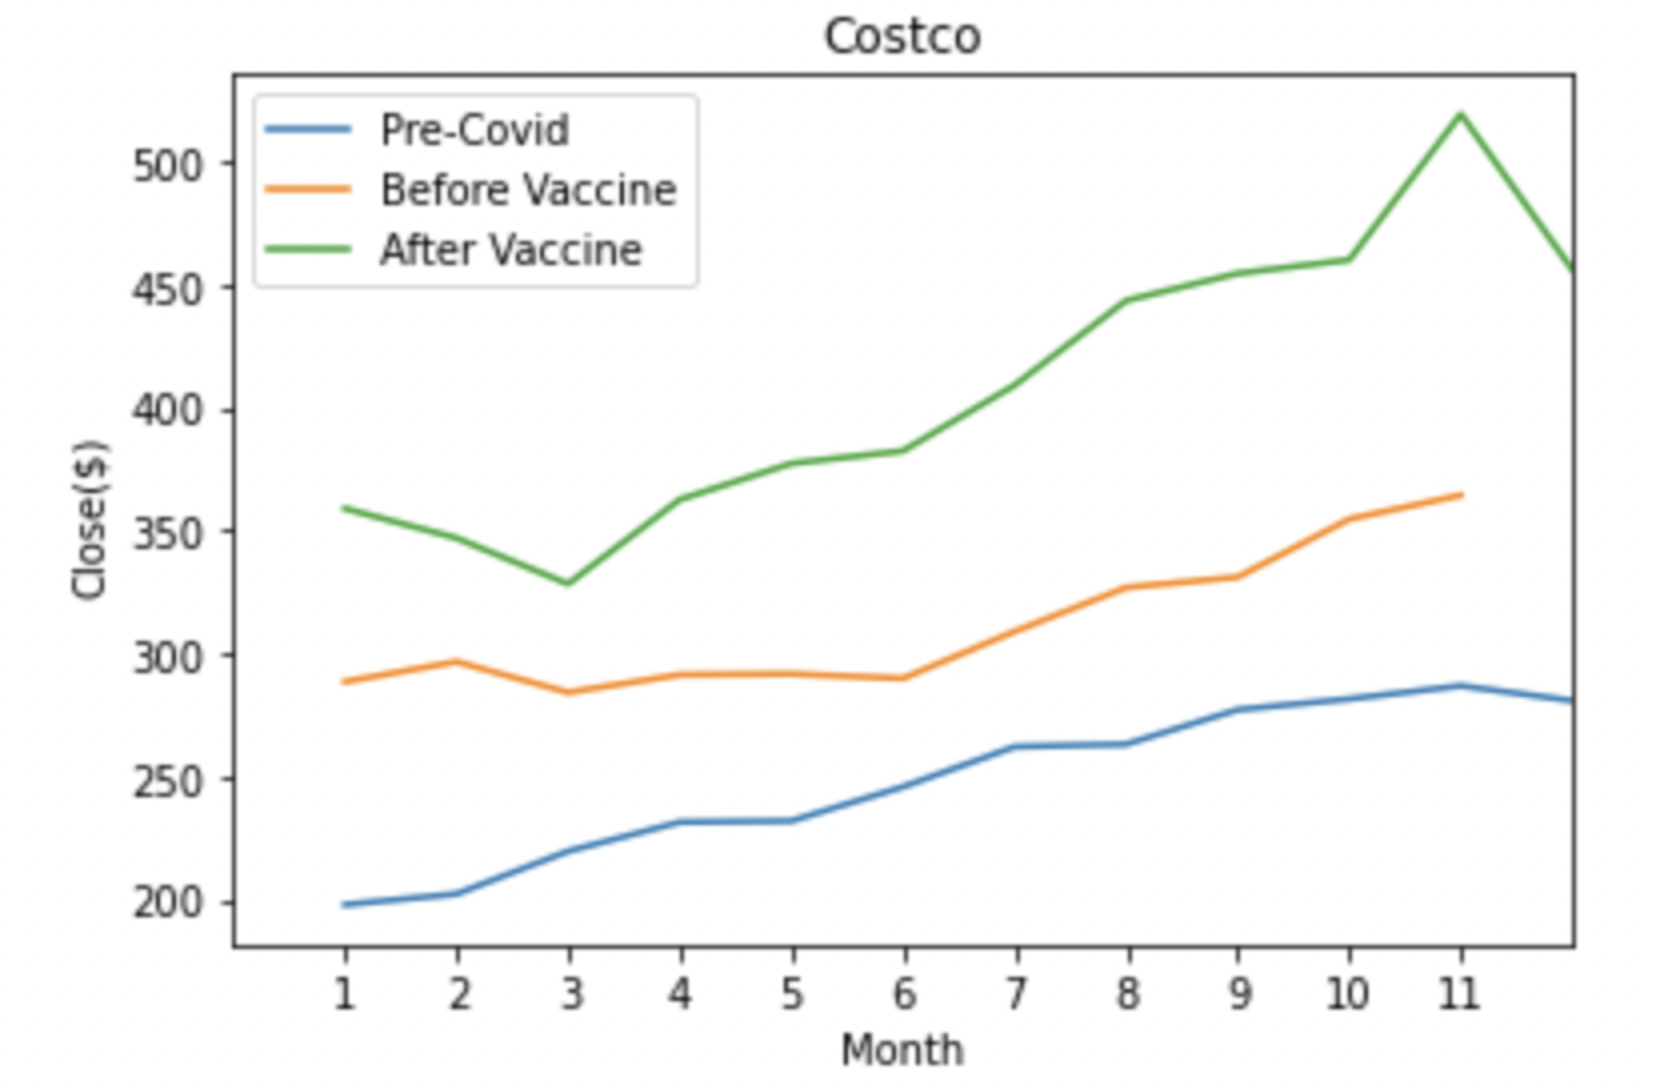 Costco
Pre-Covid
Before Vaccine
After Vaccine
500
450
400
350
300
250
200
Close($)
1 2 3 4 5 6 7 8 9 10 11
Month